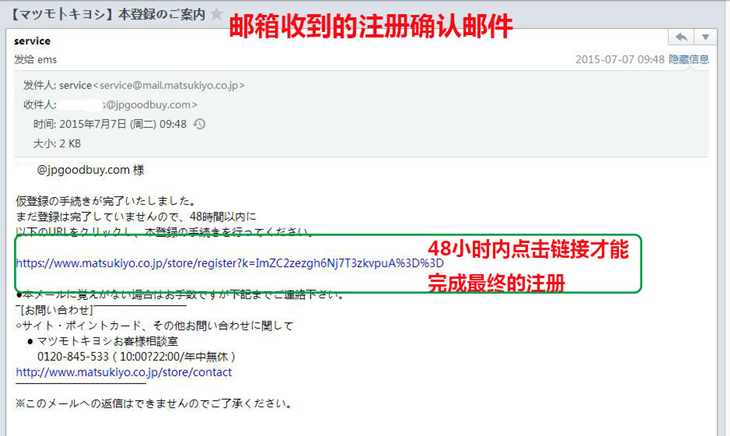 【マツモトキヨシ】本登録のご案内
邮箱收到的注册确认邮件
service
发给 ems
2015-07-07 09:48 隐藏信息
发件人: service<service@mail.matsukiyo.co.jp>
收件人: s@jpgoodbuy.com>
时间: 2015年7月7日 (周二) 09:48
大小: 2 KB
@jpgoodbuy.com 様
仮登録の手続きが完了いたしました。
まだ登録は完了していませんので、48時間以内に
以下のURLをクリックし、本登録の手続きを行ってください。
48小时内点击链接才能
https://www.matsukiyo.co.jp/store/register?k=ImZC2zezgh6Nj7T3zkvpuA%3D%3D
完成最终的注册
●本メールに覚えがない場合はお手数ですが下記までご連絡下さい。
[お問い合わせ]
○サイト・ポイントカード、その他お問い合わせに関して
●マツモトキヨシお客様相談室
0120-845-533（10:00?22:00/年中無休）
http://www.matsukiyo.co.jp/store/contact
※このメールへの返信はできませんのでご了承ください。